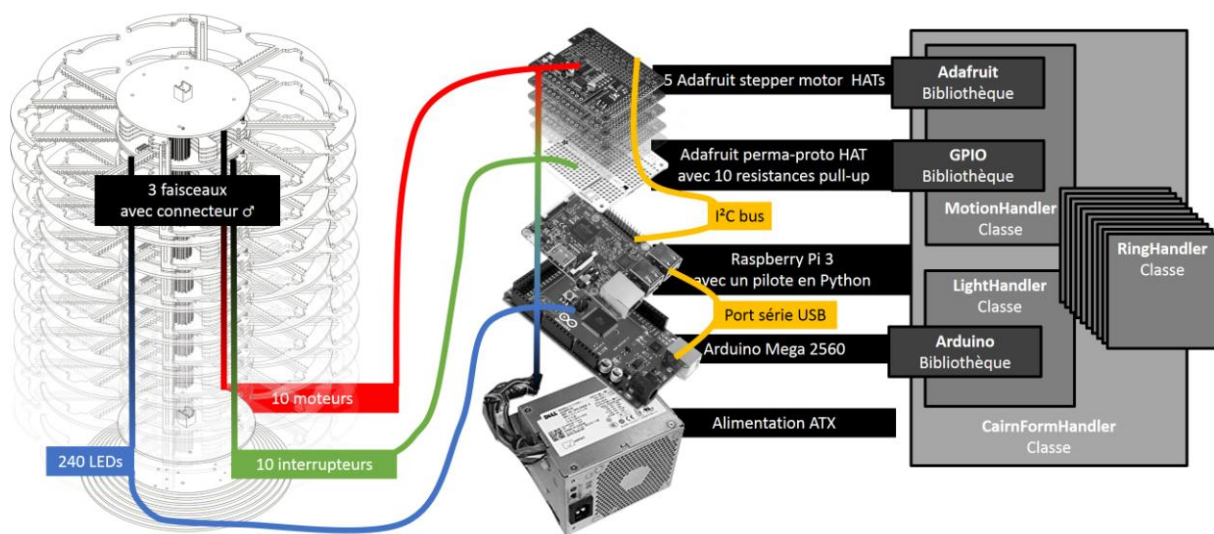 3 faisceaux
avec connecteur ♂
10 moteurs
240 LEDs
10 interrupteurs
5 Adafruit stepper motor HATs
Adafruit perma-proto HAT
avec 10 resistances pull-up
I²C bus
Raspberry Pi 3
avec un pilote en Python
Port série USB
Arduino Mega 2560
Alimentation ATX
Adafruit
Bibliothèque
GPIO
Bibliothèque
MotionHandler
Classe
RingHandler
Classe
LightHandler
Classe
Arduino
Bibliothèque
CairnFormHandler
Classe
DELL